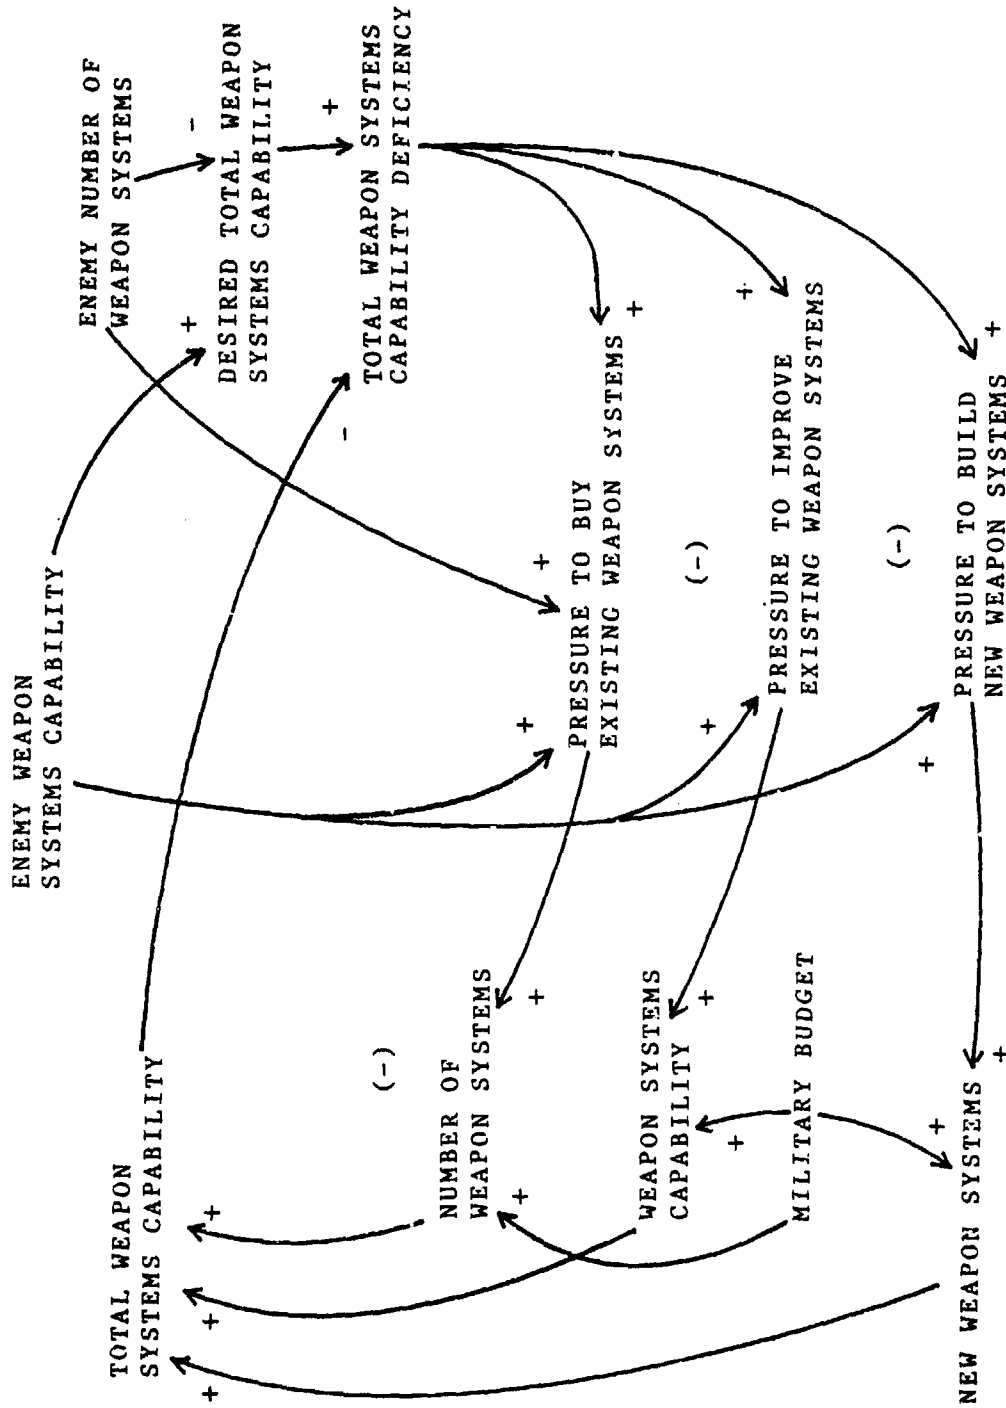 ENEMY WEAPON
SYSTEMS CAPABILITY
ENEMY NUMBER OF
WEAPON SYSTEMS
-
+
DESIRED TOTAL WEAPON
SYSTEMS CAPABILITY
+
TOTAL WEAPON SYSTEMS
CAPABILITY DEFICIENCY
-
TOTAL WEAPON
SYSTEMS CAPABILITY
+
+
+
(-)
NUMBER OF
WEAPON SYSTEMS
+
+
+
+
PRESSURE TO BUY
EXISTING WEAPON SYSTEMS
+
(-)
WEAPON SYSTEMS
CAPABILITY
+
+
+
PRESSURE TO IMPROVE
EXISTING WEAPON SYSTEMS
+
MILITARY BUDGET
(-)
+
NEW WEAPON SYSTEMS
+
+
PRESSURE TO BUILD
NEW WEAPON SYSTEMS
+